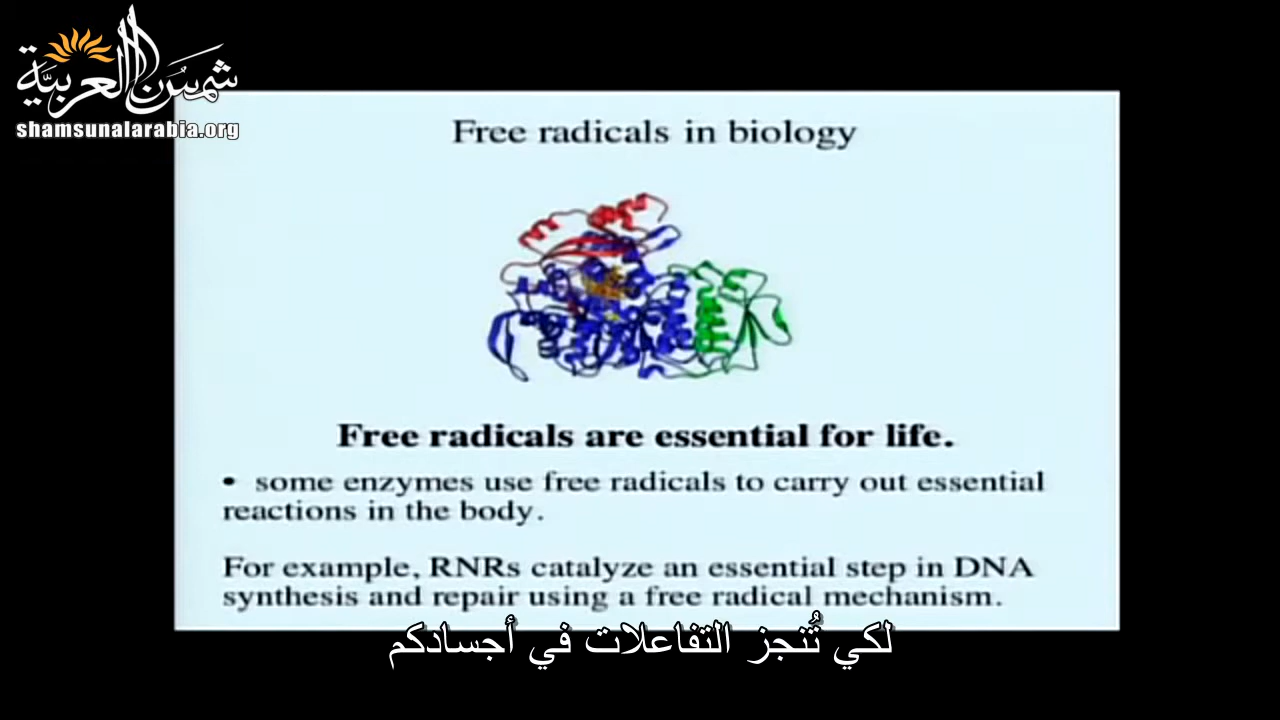 شمس العربية
shamsunalarabia.org
Free radicals in biology
Free radicals are essential for life.
• some enzymes use free radicals to carry out essential
reactions in the body.
For example, RNRs catalyze an essential step in DNA
synthesis and repair using a free radical mechanism.
لكي تُنجز التفاعلات في أجسادكم